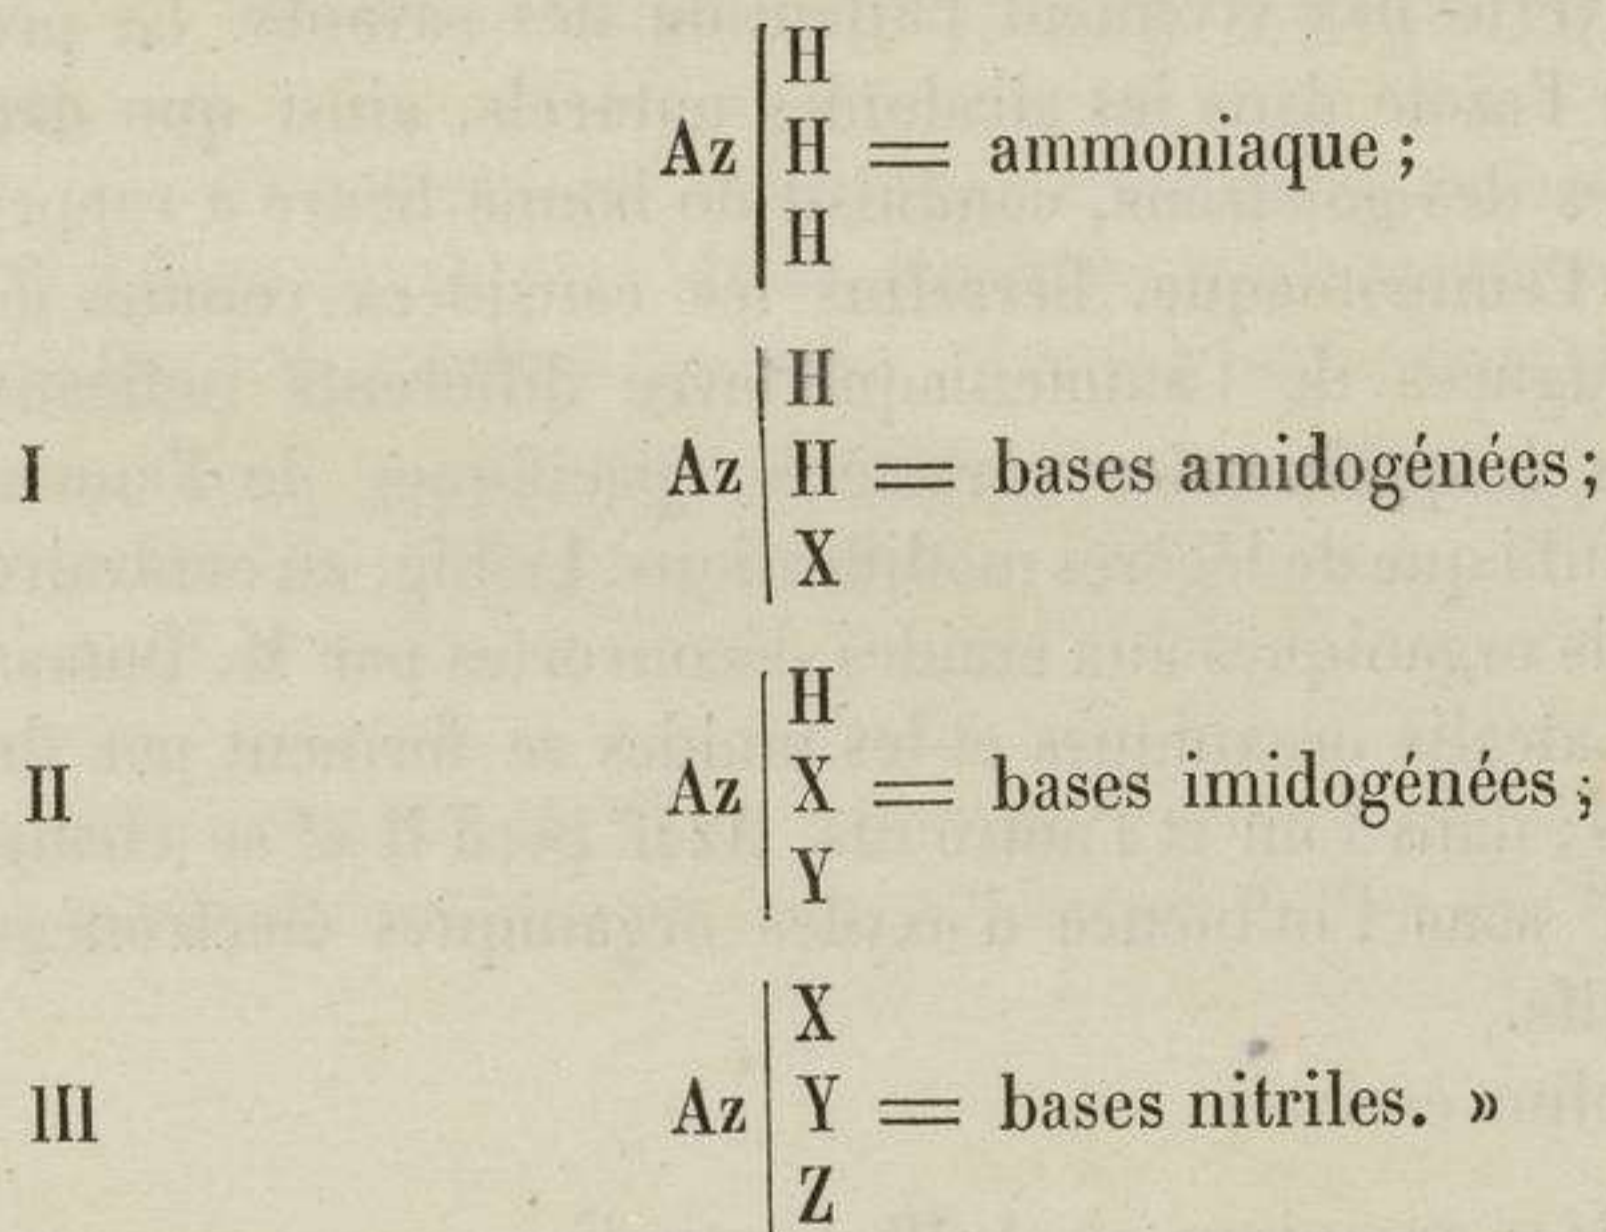 H
Az H = ammoniaque ;
H
H
I Az H = bases amidogénées ;
X
H
II Az X = bases imidogénées ;
Y
X
III Az Y = bases nitriles. »
Z